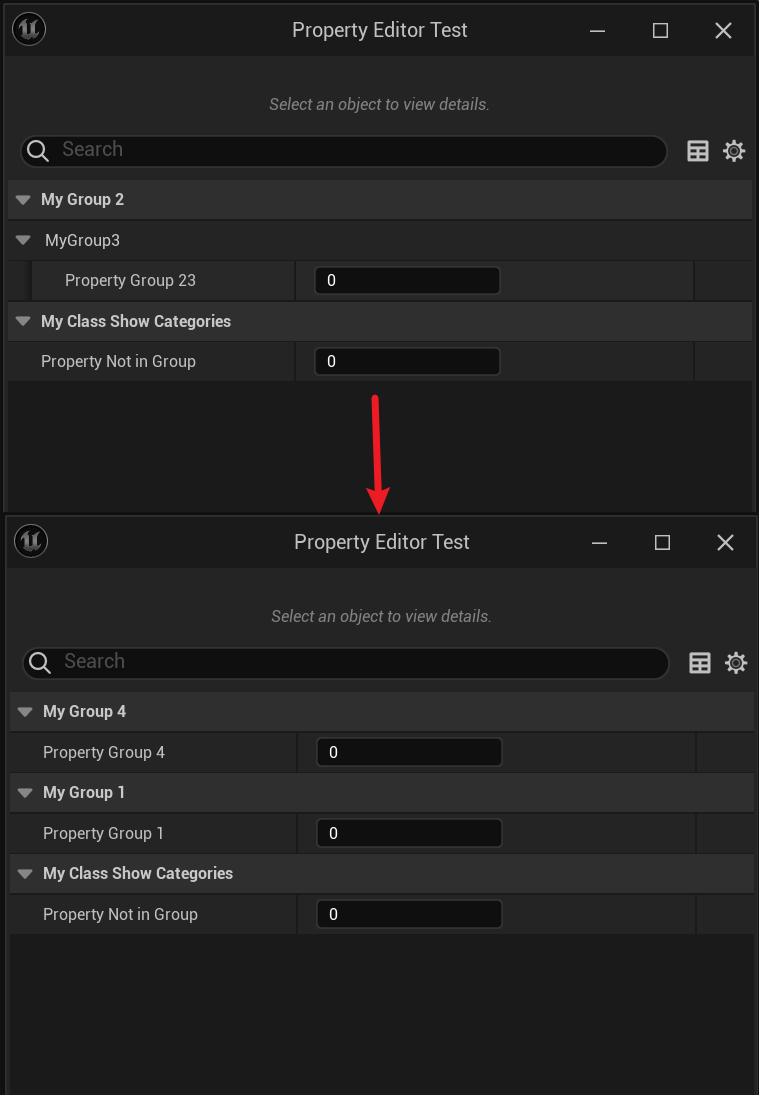 Property Editor Test
Select an object to view details.
Search
My Group 2
MyGroup3
Property Group 23 0
My Class Show Categories
Property Not in Group 0
Property Editor Test
Select an object to view details.
Search
My Group 4
Property Group 4 0
My Group 1
Property Group 1 0
My Class Show Categories
Property Not in Group 0